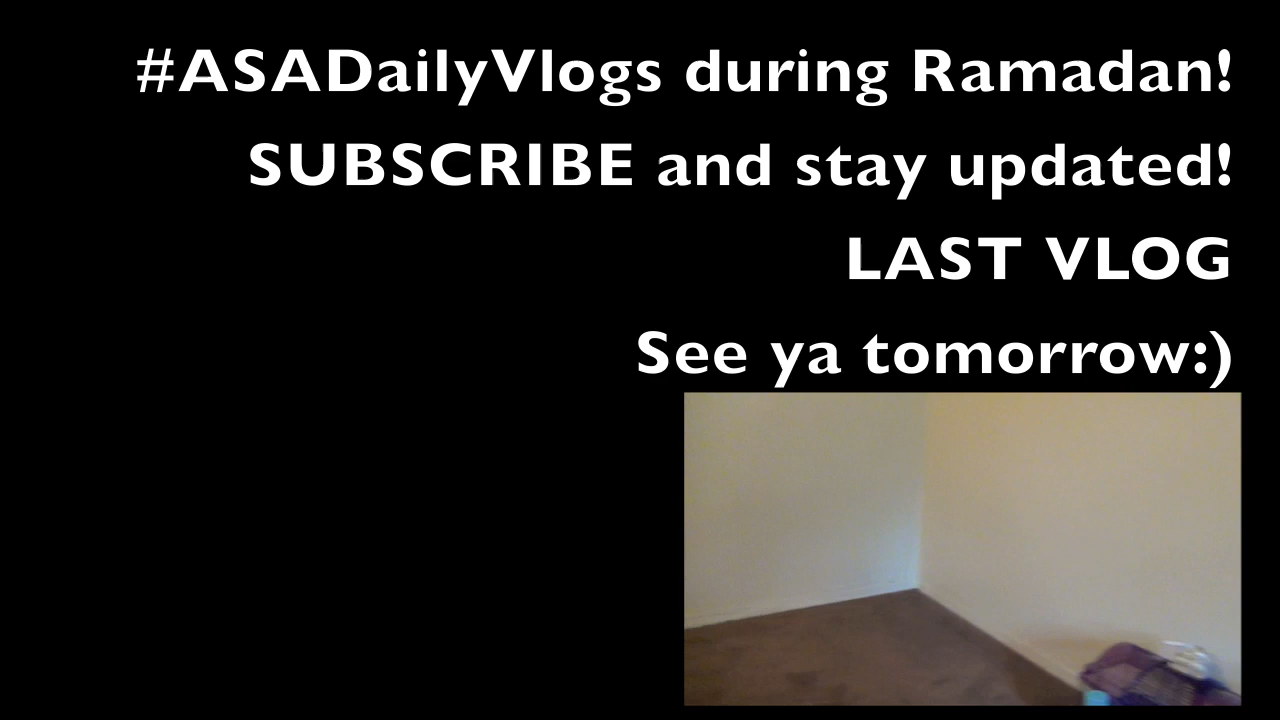 #ASADailyVlogs during Ramadan!
SUBSCRIBE and stay updated!
LAST VLOG
See ya tomorrow:)